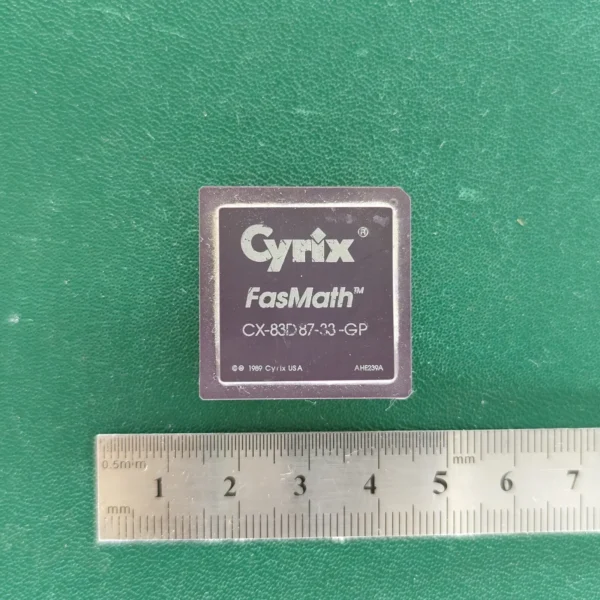 Cyrix®
FasMath™
CX-83D87-33-GP
©® 1989 Cyrix USA AHE239A
0.5mm
mm
1 2 3 4 5 6 7
mm